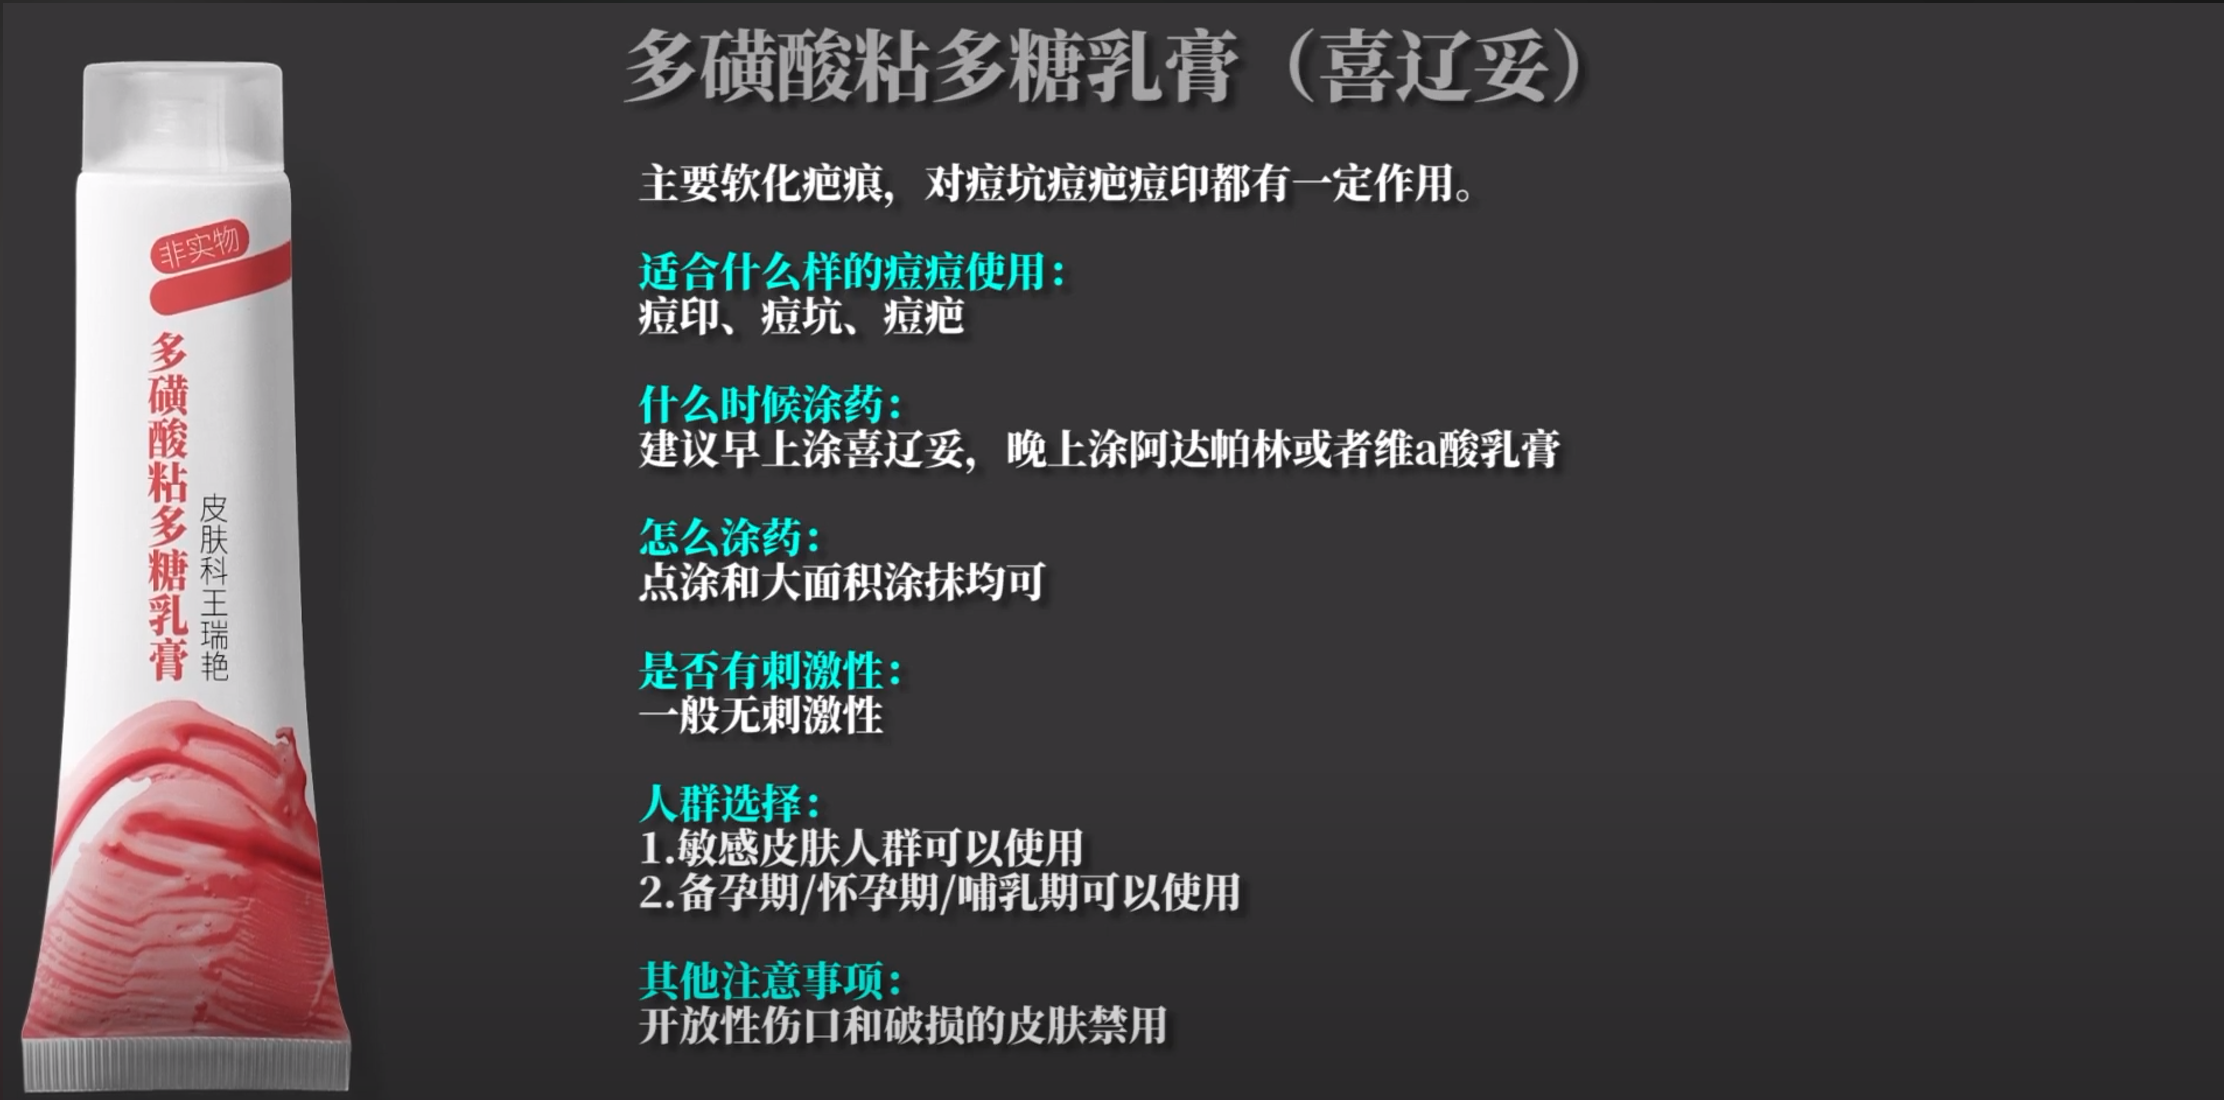 多磺酸粘多糖乳膏（喜辽妥）
主要软化疤痕，对痘坑痘疤痘印都有一定作用。
适合什么样的痘痘使用：
痘印、痘坑、痘疤
什么时候涂药：
建议早上涂喜辽妥，晚上涂阿达帕林或者维a酸乳膏
怎么涂药：
点涂和大面积涂抹均可
是否有刺激性：
一般无刺激性
人群选择：
1.敏感皮肤人群可以使用
2.备孕期/怀孕期/哺乳期可以使用
其他注意事项：
开放性伤口和破损的皮肤禁用
非实物
多磺酸粘多糖乳膏
皮肤科王瑞艳